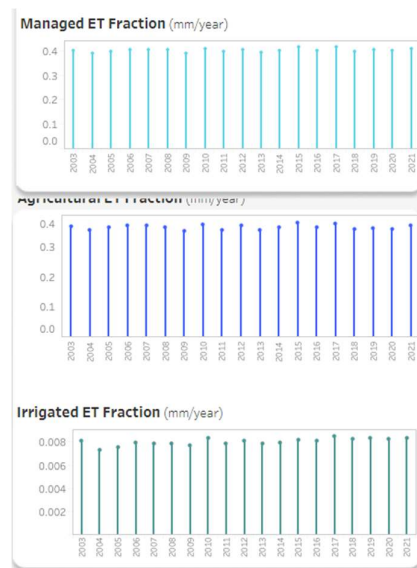 Managed ET Fraction (mm/year)
0.4
0.3
0.2
0.1
0.0
2003 2004 2005 2006 2007 2008 2009 2010 2011 2012 2013 2014 2015 2016 2017 2018 2019 2020 2021
Agricultural ET Fraction (mm/year)
0.4
0.3
0.2
0.1
0.0
2003 2004 2005 2006 2007 2008 2009 2010 2011 2012 2013 2014 2015 2016 2017 2018 2019 2020 2021
Irrigated ET Fraction (mm/year)
0.008
0.006
0.004
0.002
2003 2004 2005 2006 2007 2008 2009 2010 2011 2012 2013 2014 2015 2016 2017 2018 2019 2020 2021